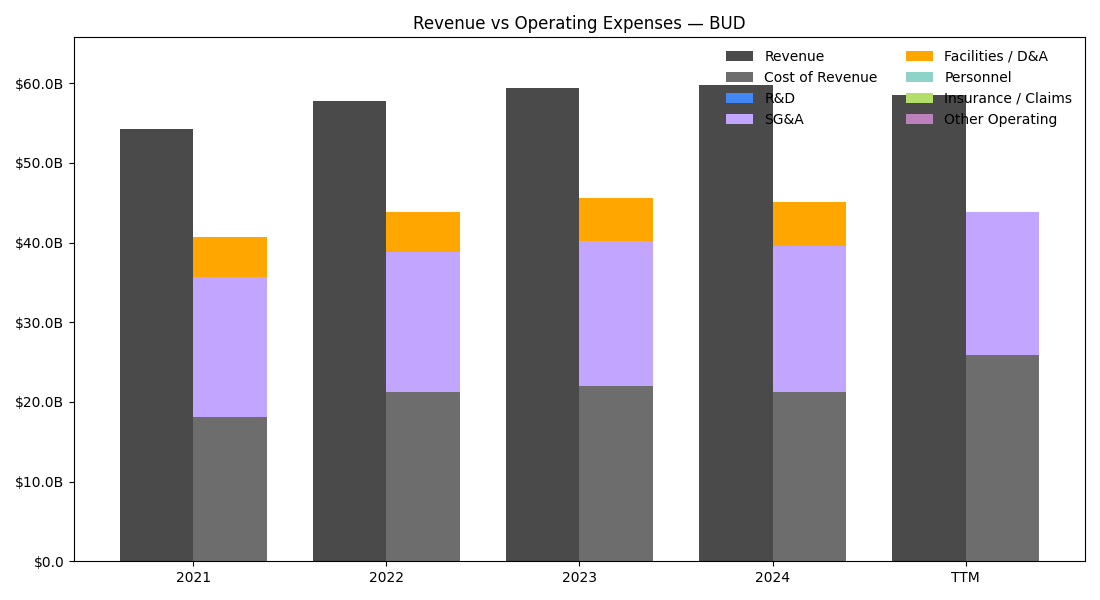 Revenue vs Operating Expenses — BUD
Revenue
Cost of Revenue
R&D
SG&A
Facilities / D&A
Personnel
Insurance / Claims
Other Operating
$60.0B
$50.0B
$40.0B
$30.0B
$20.0B
$10.0B
$0.0
2021 2022 2023 2024 TTM